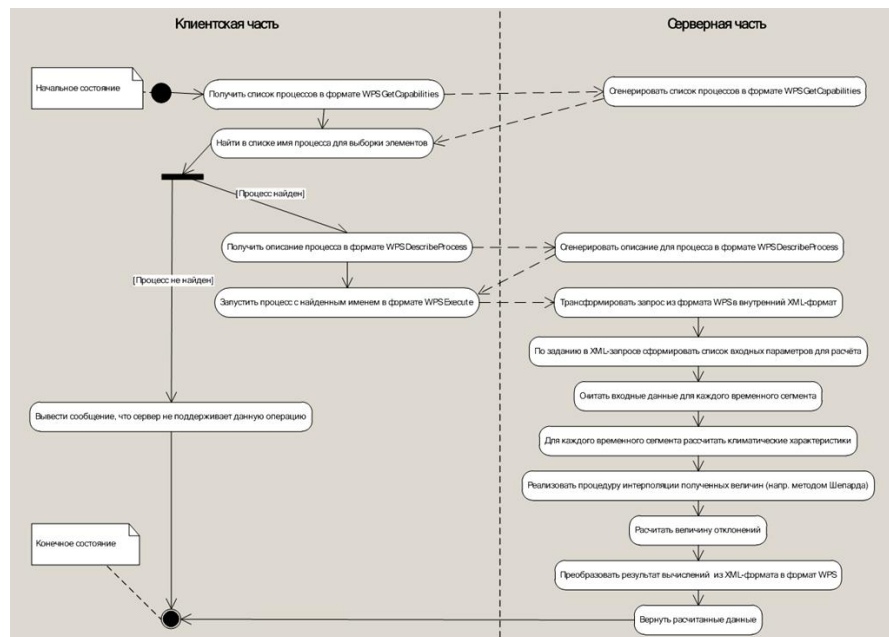 Клиентская часть
Серверная часть
Начальное состояние
Получить список процессов в формате WPS GetCapabilities
Сгенерировать список процессов в формате WPS GetCapabilities
Найти в списке имя процесса для выборки элементов
[Процесс найден]
Получить описание процесса в формате WPS DescribeProcess
Сгенерировать описание для процесса в формате WPS DescribeProcess
[Процесс не найден]
Запустить процесс с найденным именем в формате WPS Execute
Трансформировать запрос из формата WPS в внутренний XML-формат
По заданию в XML-запросе сформировать список входных параметров для расчёта
Считать входные данные для каждого временного сегмента
Вывести сообщение, что сервер не поддерживает данную операцию
Для каждого временного сегмента рассчитать климатические характеристики
Реализовать процедуру интерполяции полученных величин (напр. методом Шепарда)
Расчитать величину отклонений
Конечное состояние
Преобразовать результат вычислений из XML-формата в формат WPS
Вернуть расчитанные данные